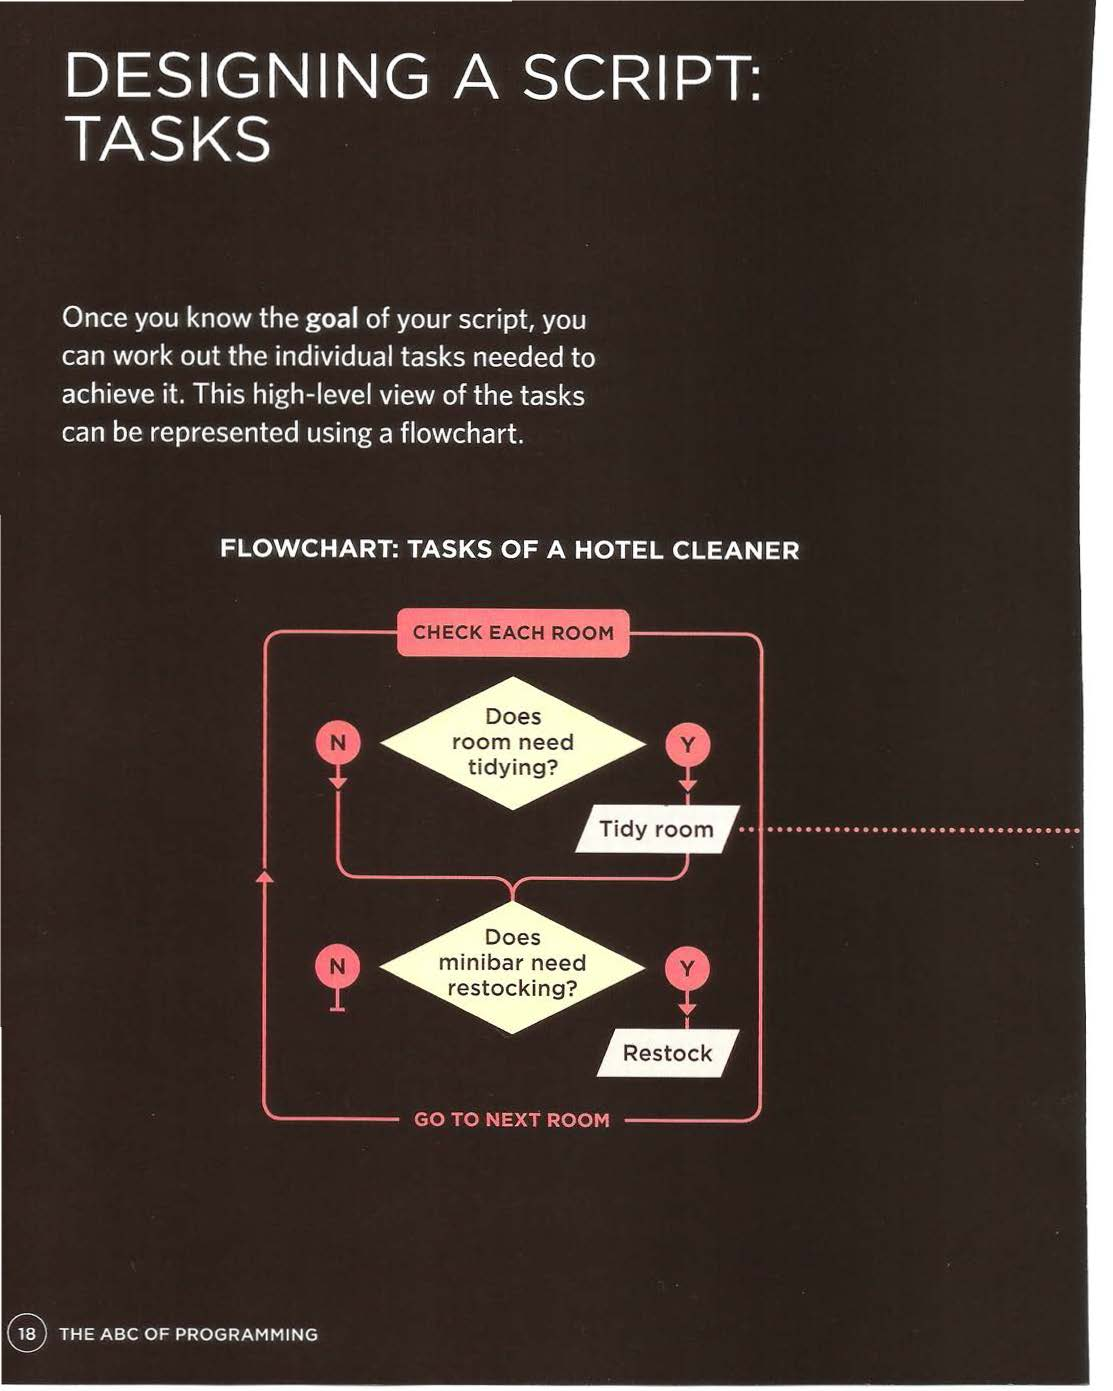 DESIGNING A SCRIPT:
TASKS
Once you know the goal of your script, you
can work out the individual tasks needed to
achieve it. This high-level view of the tasks
can be represented using a flowchart.
FLOWCHART: TASKS OF A HOTEL CLEANER
CHECK EACH ROOM
Does
room need
tidying?
N
Y
Tidy room
Does
minibar need
restocking?
N
Y
Restock
GO TO NEXT ROOM
18 THE ABC OF PROGRAMMING